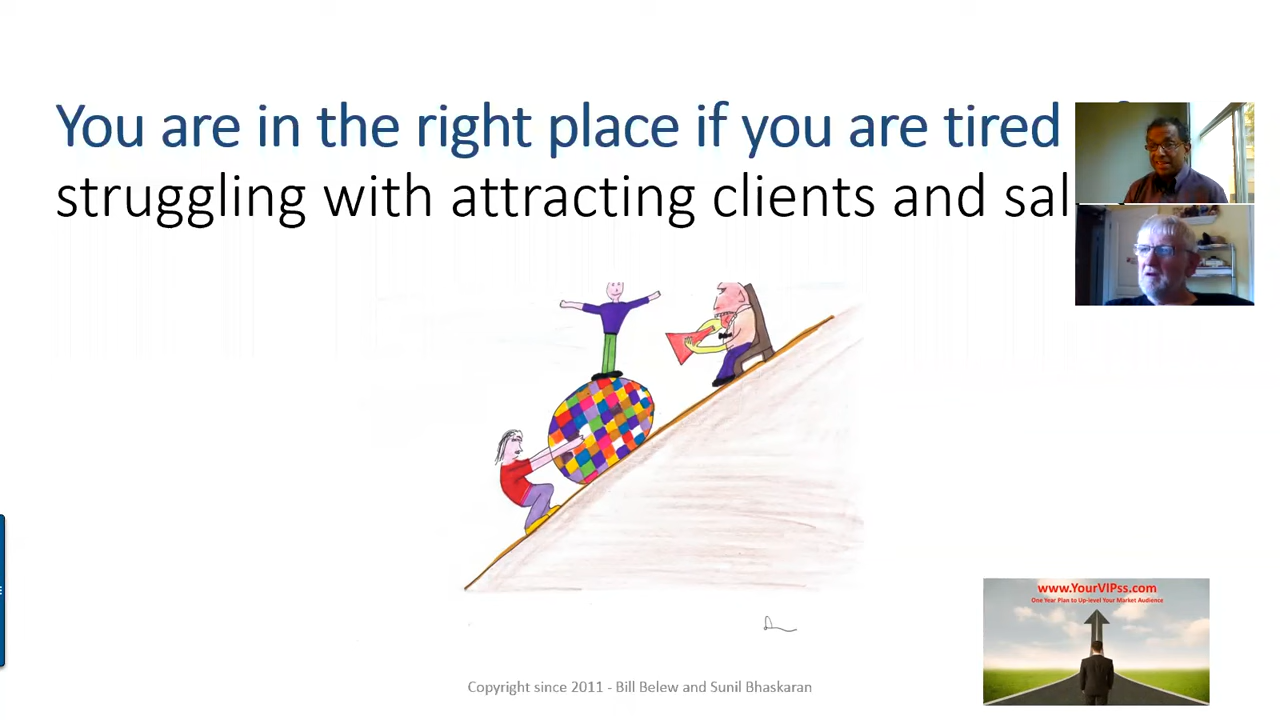 You are in the right place if you are tired
struggling with attracting clients and sal
www.YourVIPss.com
One Year Plan to Up-level Your Market Audience
Copyright since 2011 - Bill Belew and Sunil Bhaskaran